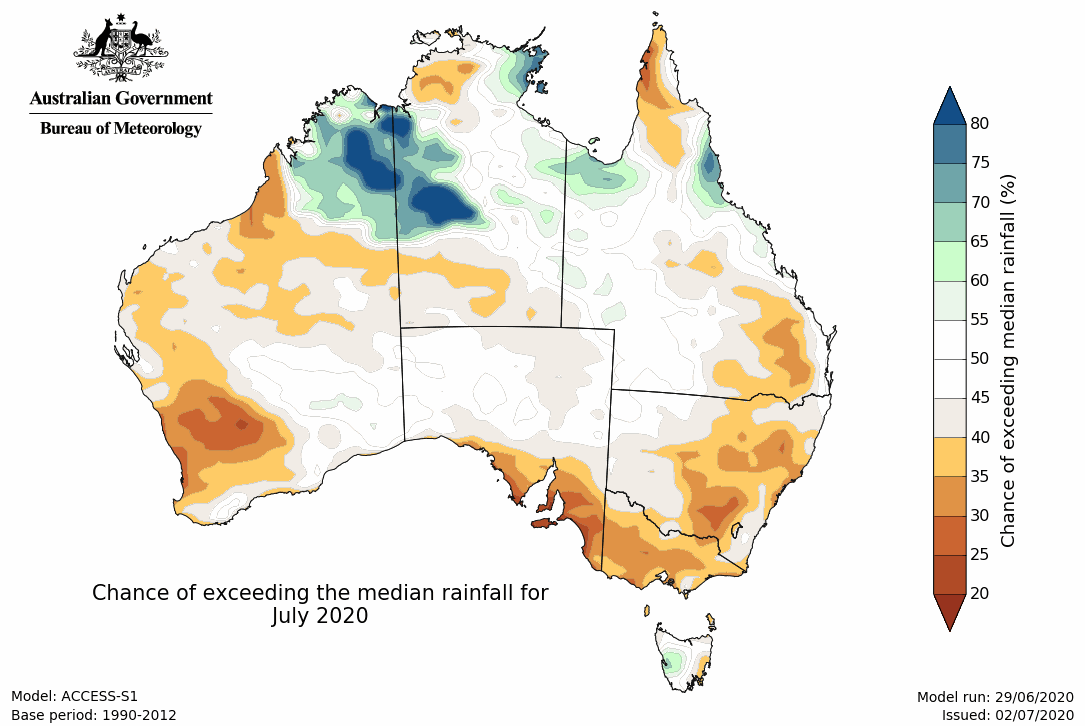 Australian Government
Bureau of Meteorology
80
75
70
65
60
55
50
45
40
35
30
25
20
Chance of exceeding median rainfall (%)
Chance of exceeding the median rainfall for
July 2020
Model: ACCESS-S1
Base period: 1990-2012
Model run: 29/06/2020
Issued: 02/07/2020